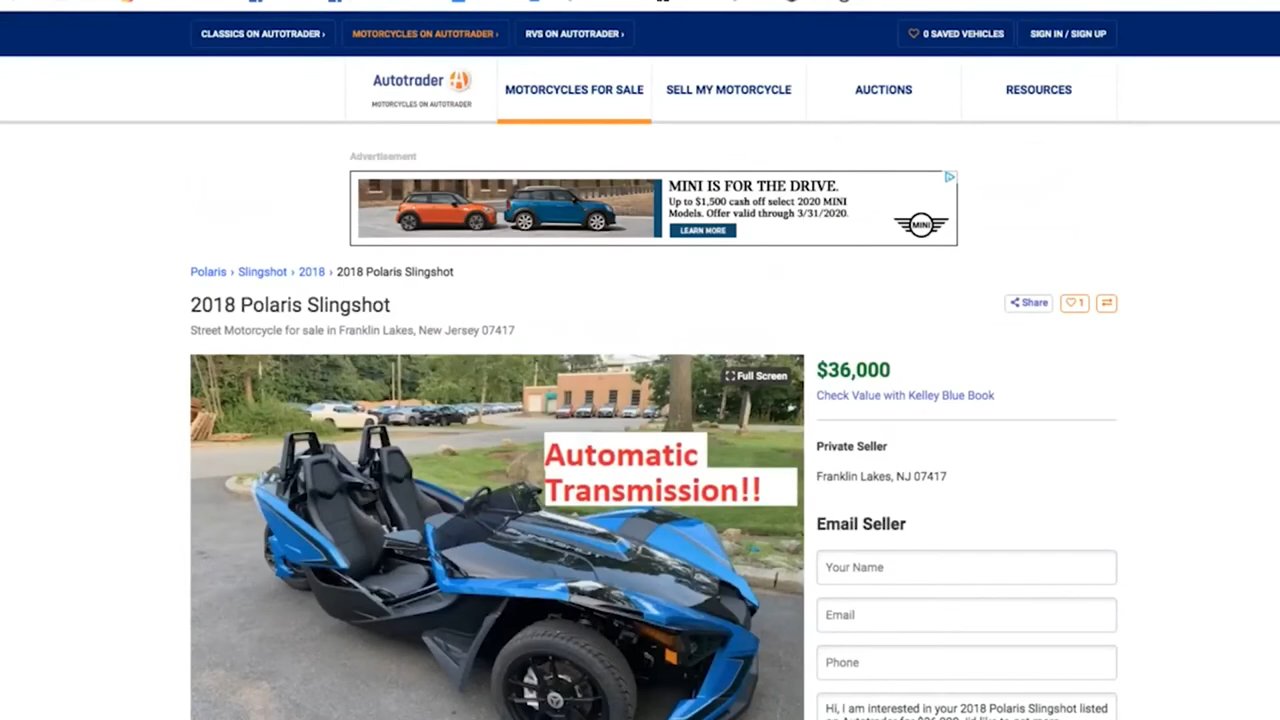 CLASSICS ON AUTOTRADER ›
MOTORCYCLES ON AUTOTRADER ›
RVS ON AUTOTRADER ›
0 SAVED VEHICLES
SIGN IN / SIGN UP
Autotrader
MOTORCYCLES ON AUTOTRADER
MOTORCYCLES FOR SALE
SELL MY MOTORCYCLE
AUCTIONS
RESOURCES
Advertisement
MINI IS FOR THE DRIVE.
Up to $1,500 cash off select 2020 MINI
Models. Offer valid through 3/31/2020.
LEARN MORE
MINI
Polaris › Slingshot › 2018 › 2018 Polaris Slingshot
2018 Polaris Slingshot
Share
1
Street Motorcycle for sale in Franklin Lakes, New Jersey 07417
Full Screen
Automatic
Transmission!!
$36,000
Check Value with Kelley Blue Book
Private Seller
Franklin Lakes, NJ 07417
Email Seller
Your Name
Email
Phone
Hi, I am interested in your 2018 Polaris Slingshot listed